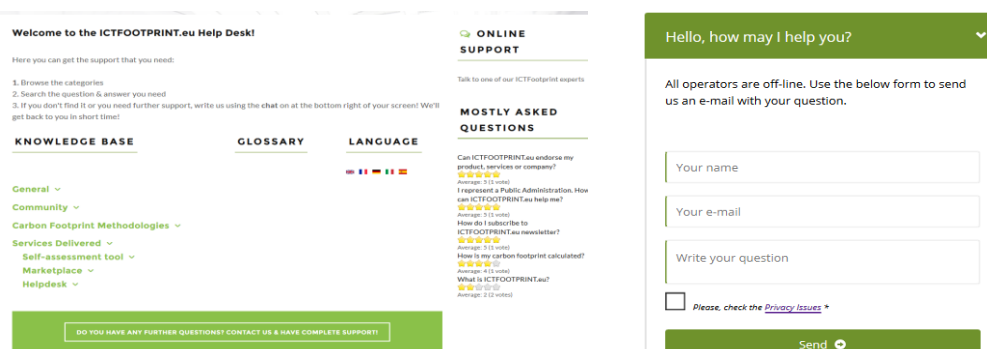 Welcome to the ICTFOOTPRINT.eu Help Desk!
Here you can get the support that you need:
1. Browse the categories
2. Search the question & answer you need
3. If you don't find it or you need further support, write us using the chat on at the bottom right of your screen! We'll
get back to you in short time!
KNOWLEDGE BASE
GLOSSARY
LANGUAGE
General
Community
Carbon Footprint Methodologies
Services Delivered
Self-assessment tool
Marketplace
Helpdesk
DO YOU HAVE ANY FURTHER QUESTIONS? CONTACT US & HAVE COMPLETE SUPPORT!
ONLINE
SUPPORT
Talk to one of our ICTFootprint experts
MOSTLY ASKED
QUESTIONS
Can ICTFOOTPRINT.eu endorse my
product, services or company?
Average: 5 (1 vote)
I represent a Public Administration. How
can ICTFOOTPRINT.eu help me?
Average: 5 (1 vote)
How do I subscribe to
ICTFOOTPRINT.eu newsletter?
Average: 5 (1 vote)
How is my carbon footprint calculated?
Average: 4 (1 vote)
What is ICTFOOTPRINT.eu?
Average: 2 (2 votes)
Hello, how may I help you?
All operators are off-line. Use the below form to send
us an e-mail with your question.
Your name
Your e-mail
Write your question
Please, check the Privacy Issues *
Send